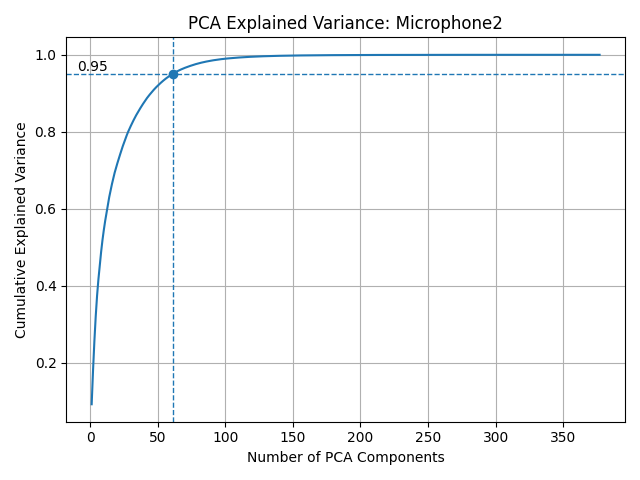 PCA Explained Variance: Microphone2
Cumulative Explained Variance
1.0
0.95
0.8
0.6
0.4
0.2
0 50 100 150 200 250 300 350
Number of PCA Components